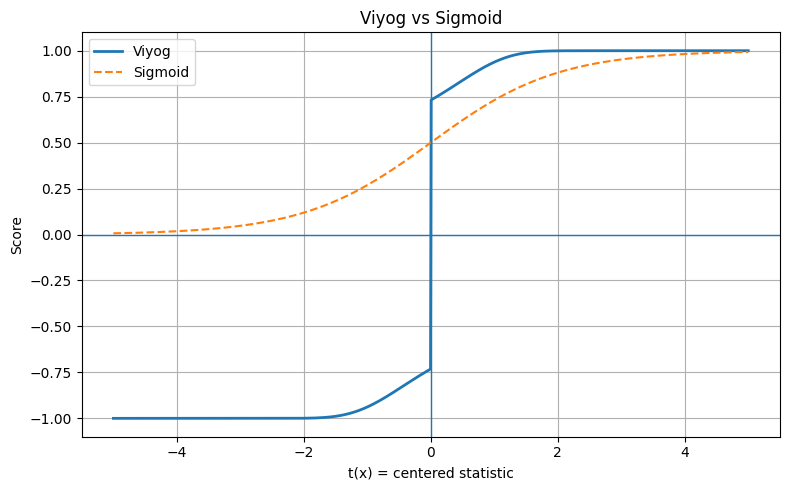 Viyog vs Sigmoid
Viyog
Sigmoid
1.00
0.75
0.50
0.25
0.00
−0.25
−0.50
−0.75
−1.00
Score
−4 −2 0 2 4
t(x) = centered statistic